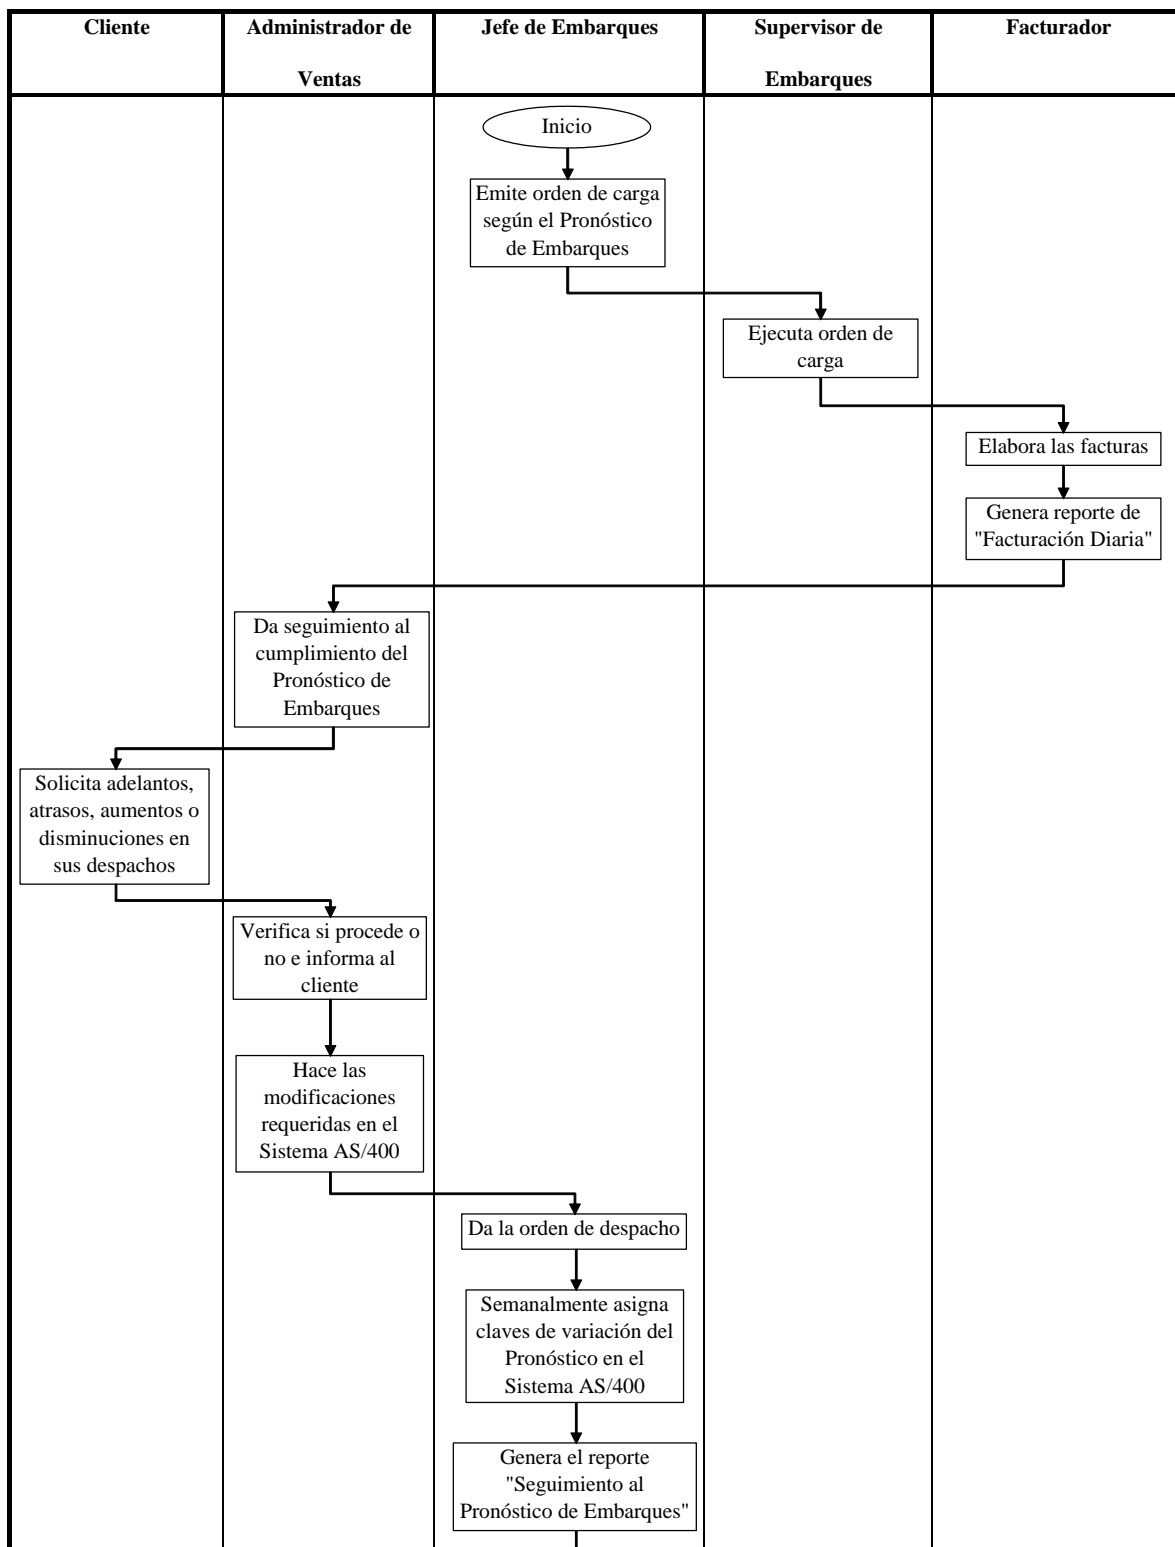 Cliente
Administrador de
Ventas
Jefe de Embarques
Supervisor de
Embarques
Facturador
Inicio
Emite orden de carga
según el Pronóstico
de Embarques
Ejecuta orden de
carga
Elabora las facturas
Genera reporte de
"Facturación Diaria"
Da seguimiento al
cumplimiento del
Pronóstico de
Embarques
Solicita adelantos,
atrasos, aumentos o
disminuciones en
sus despachos
Verifica si procede o
no e informa al
cliente
Hace las
modificaciones
requeridas en el
Sistema AS/400
Da la orden de despacho
Semanalmente asigna
claves de variación del
Pronóstico en el
Sistema AS/400
Genera el reporte
"Seguimiento al
Pronóstico de Embarques"